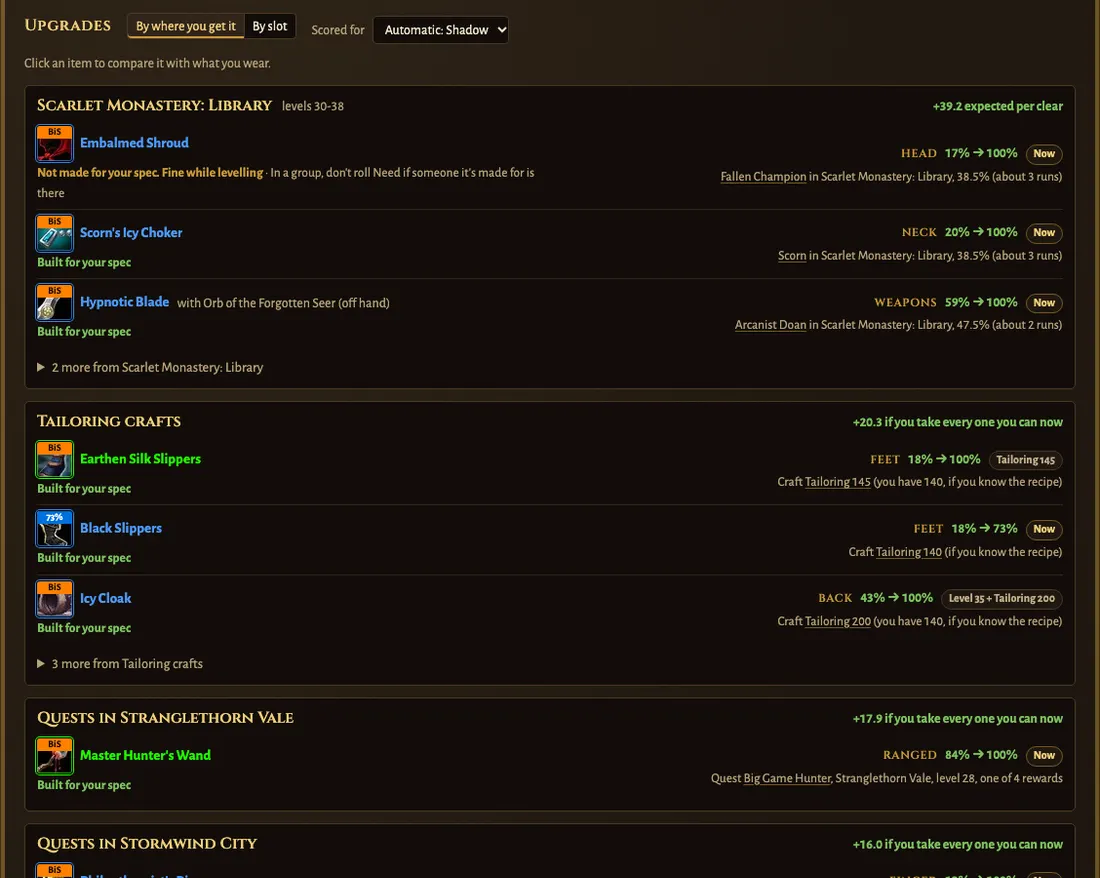 Upgrades By where you get it By slot Scored for Automatic: Shadow
Click an item to compare it with what you wear.
Scarlet Monastery: Library levels 30-38 +39.2 expected per clear
BiS Embalmed Shroud HEAD 17% → 100% Now
Not made for your spec. Fine while levelling · In a group, don't roll Need if someone it's made for is there
Fallen Champion in Scarlet Monastery: Library, 38.5% (about 3 runs)
BiS Scorn's Icy Choker NECK 20% → 100% Now
Built for your spec Scorn in Scarlet Monastery: Library, 38.5% (about 3 runs)
BiS Hypnotic Blade with Orb of the Forgotten Seer (off hand) WEAPONS 59% → 100% Now
Built for your spec Arcanist Doan in Scarlet Monastery: Library, 47.5% (about 2 runs)
▶ 2 more from Scarlet Monastery: Library
Tailoring crafts +20.3 if you take every one you can now
BiS Earthen Silk Slippers FEET 18% → 100% Tailoring 145
Built for your spec Craft Tailoring 145 (you have 140, if you know the recipe)
73% Black Slippers FEET 18% → 73% Now
Built for your spec Craft Tailoring 140 (if you know the recipe)
BiS Icy Cloak BACK 43% → 100% Level 35 + Tailoring 200
Built for your spec Craft Tailoring 200 (you have 140, if you know the recipe)
▶ 3 more from Tailoring crafts
Quests in Stranglethorn Vale +17.9 if you take every one you can now
BiS Master Hunter's Wand RANGED 84% → 100% Now
Built for your spec Quest Big Game Hunter, Stranglethorn Vale, level 28, one of 4 rewards
Quests in Stormwind City +16.0 if you take every one you can now
BiS